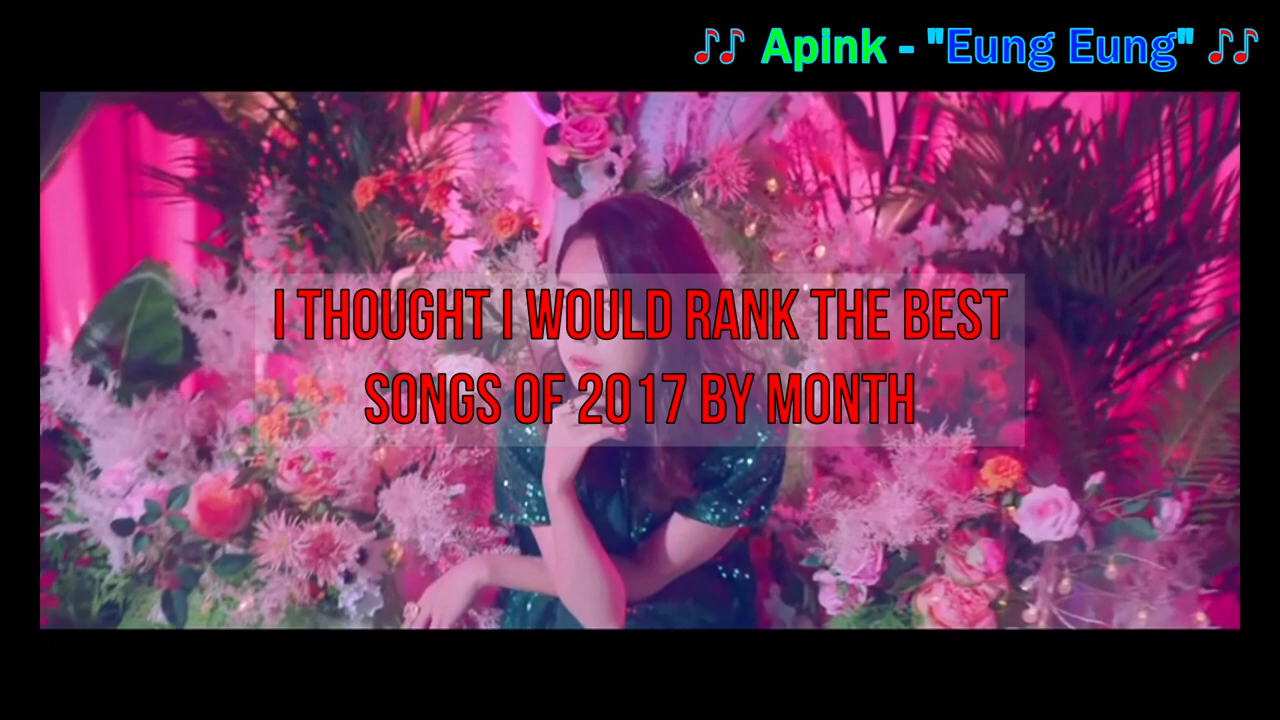 🎵🎵 Apink - "Eung Eung" 🎵🎵
I THOUGHT I WOULD RANK THE BEST
SONGS OF 2017 BY MONTH